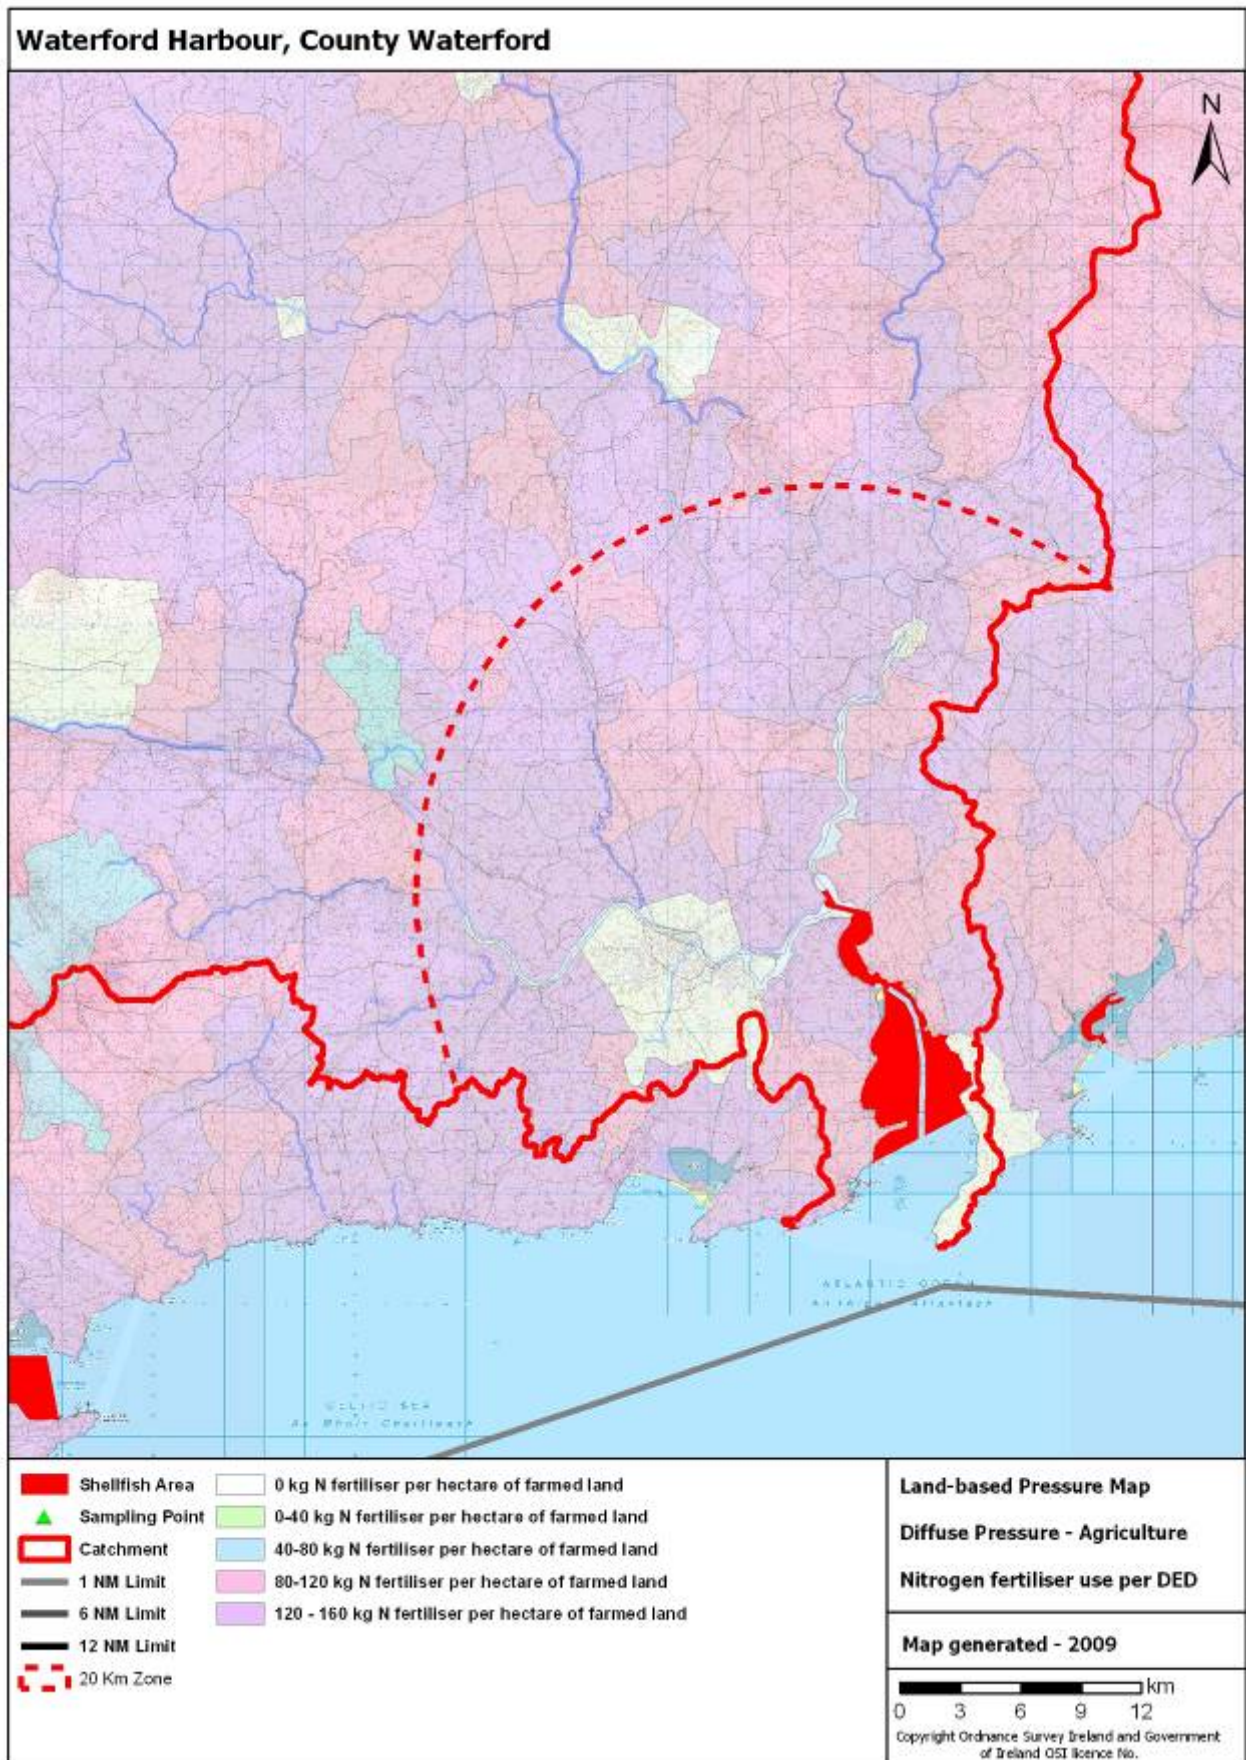 Waterford Harbour, County Waterford
N
ATLANTIC OCEAN
CELTIC SEA
Shellfish Area
Sampling Point
Catchment
1 NM Limit
6 NM Limit
12 NM Limit
20 Km Zone
0 kg N fertiliser per hectare of farmed land
0-40 kg N fertiliser per hectare of farmed land
40-80 kg N fertiliser per hectare of farmed land
80-120 kg N fertiliser per hectare of farmed land
120 - 160 kg N fertiliser per hectare of farmed land
Land-based Pressure Map
Diffuse Pressure - Agriculture
Nitrogen fertiliser use per DED
Map generated - 2009
km
0 3 6 9 12
Copyright Ordnance Survey Ireland and Government
of Ireland OSI licence No.